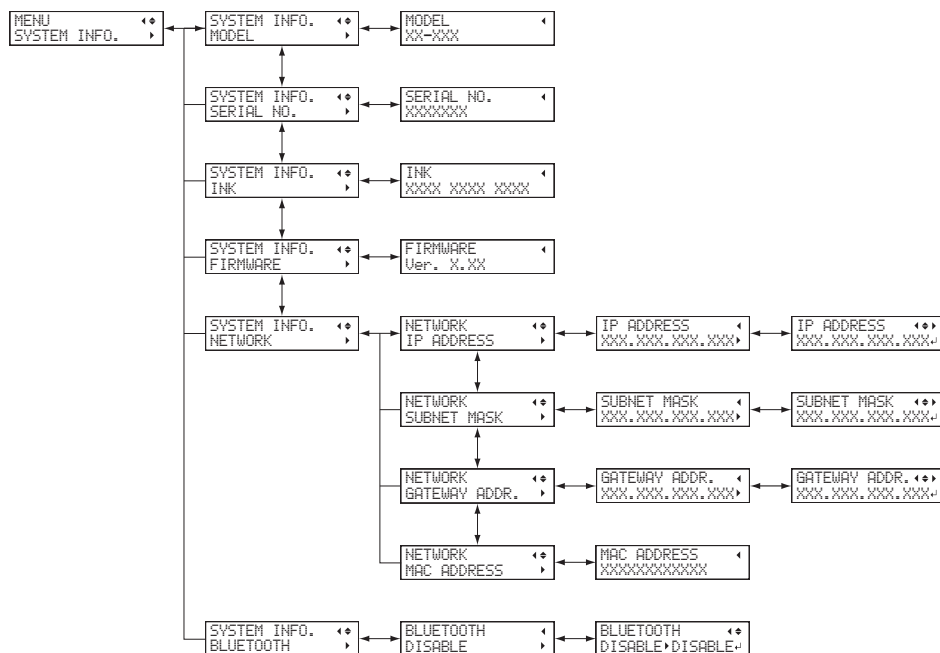 MENU
SYSTEM INFO.
SYSTEM INFO.
MODEL
MODEL
XX-XXX
SYSTEM INFO.
SERIAL NO.
SERIAL NO.
XXXXXXX
SYSTEM INFO.
INK
INK
XXXX XXXX XXXX
SYSTEM INFO.
FIRMWARE
FIRMWARE
Ver. X.XX
SYSTEM INFO.
NETWORK
NETWORK
IP ADDRESS
IP ADDRESS
XXX.XXX.XXX.XXX
IP ADDRESS
XXX.XXX.XXX.XXX
NETWORK
SUBNET MASK
SUBNET MASK
XXX.XXX.XXX.XXX
SUBNET MASK
XXX.XXX.XXX.XXX
NETWORK
GATEWAY ADDR.
GATEWAY ADDR.
XXX.XXX.XXX.XXX
GATEWAY ADDR.
XXX.XXX.XXX.XXX
NETWORK
MAC ADDRESS
MAC ADDRESS
XXXXXXXXXXXX
SYSTEM INFO.
BLUETOOTH
BLUETOOTH
DISABLE
BLUETOOTH
DISABLE DISABLE